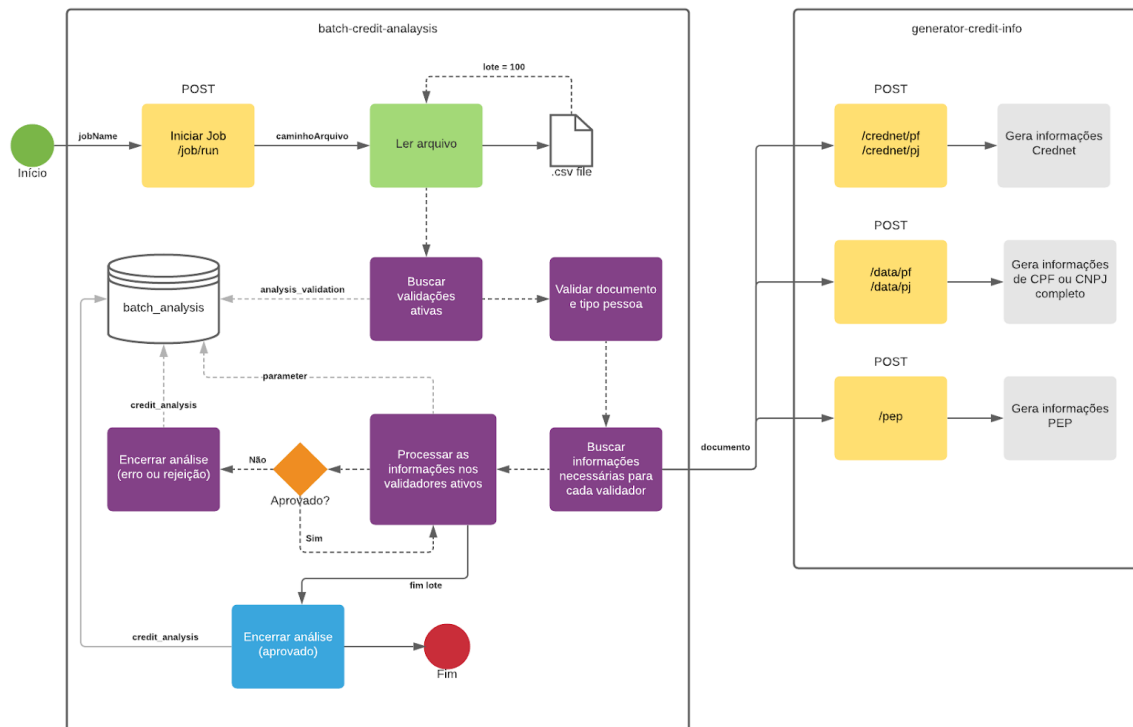 batch-credit-analaysis
generator-credit-info
lote = 100
POST
POST
jobName
Iniciar Job
/job/run
caminhoArquivo
Ler arquivo
.csv file
Início
/crednet/pf
/crednet/pj
Gera informações
Crednet
POST
batch_analysis
analysis_validation
Buscar
validações
ativas
Validar documento
e tipo pessoa
/data/pf
/data/pj
Gera informações
de CPF ou CNPJ
completo
POST
parameter
credit_analysis
/pep
Gera informações
PEP
Encerrar análise
(erro ou rejeição)
Não
Aprovado?
Sim
Processar as
informações nos
validadores ativos
Buscar
informações
necessárias para
cada validador
documento
fim lote
credit_analysis
Encerrar análise
(aprovado)
Fim